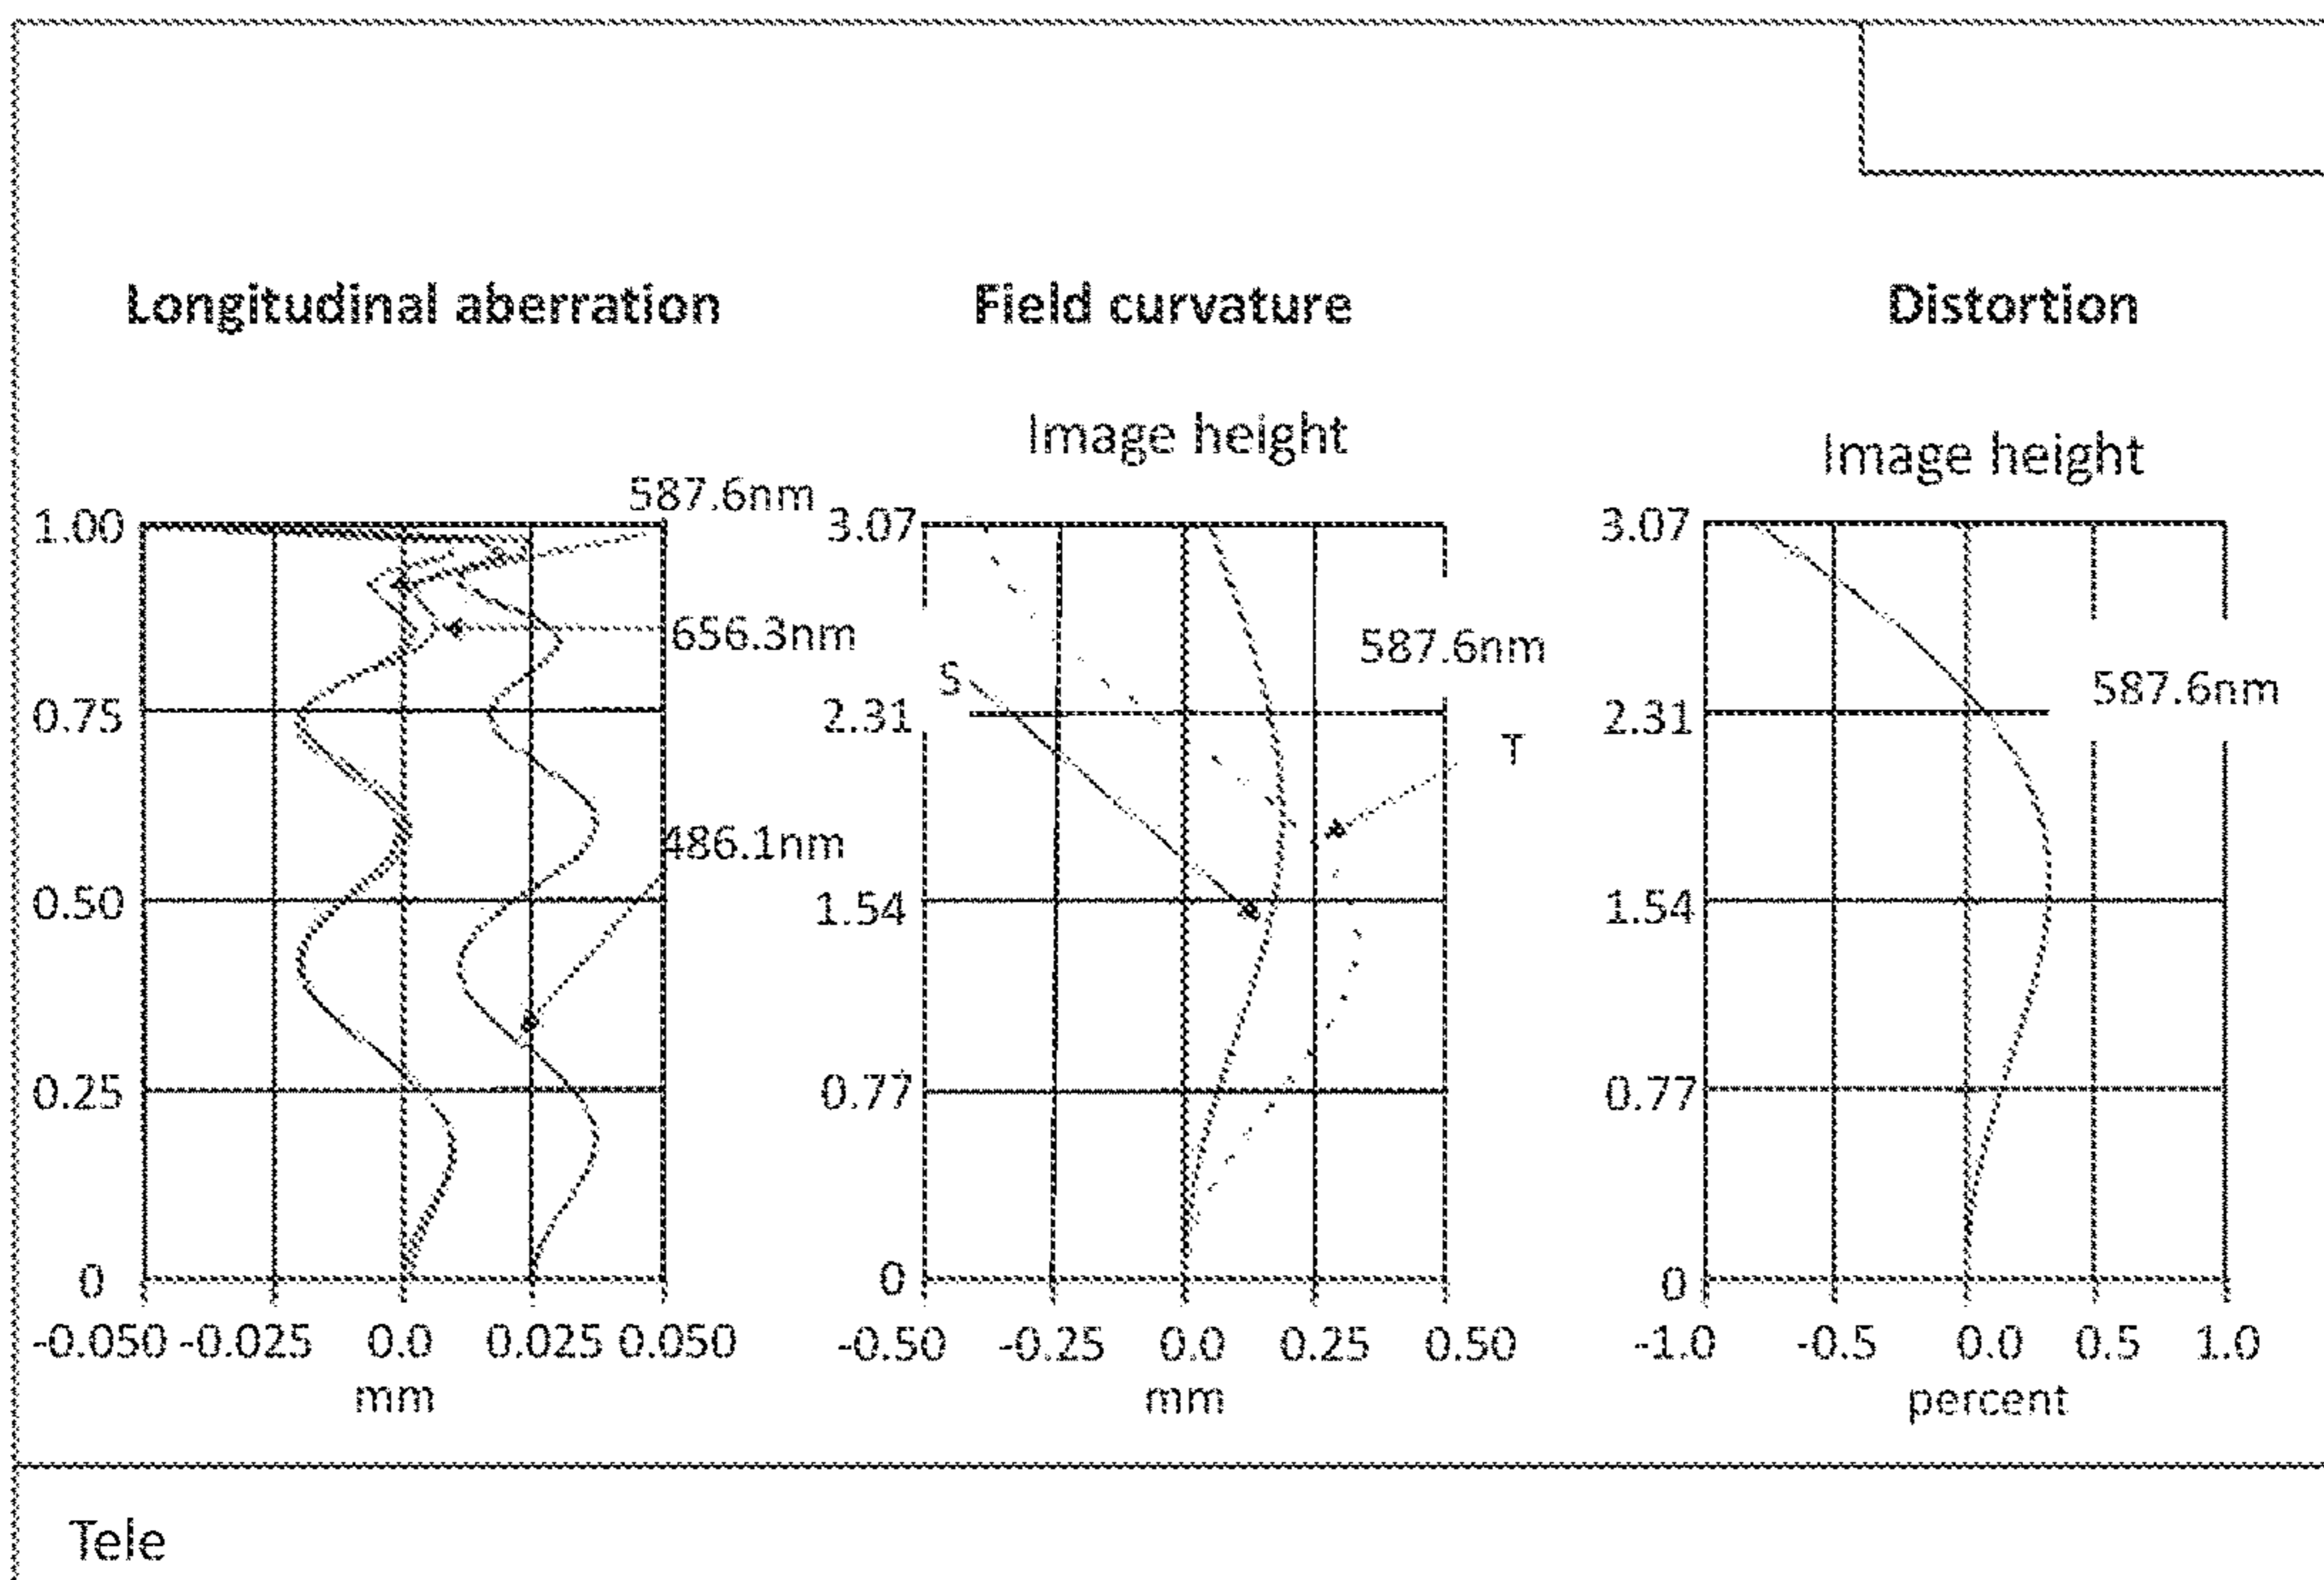 Longitudinal aberration
Field curvature
Distortion
Image height
Image height
587.6nm
1.00
656.3nm
0.75
486.1nm
0.50
0.25
0
-0.050 -0.025 0.0 0.025 0.050
mm
3.07
587.6nm
S
2.31
T
1.54
0.77
0
-0.50 -0.25 0.0 0.25 0.50
mm
3.07
587.6nm
2.31
1.54
0.77
0
-1.0 -0.5 0.0 0.5 1.0
percent
Tele